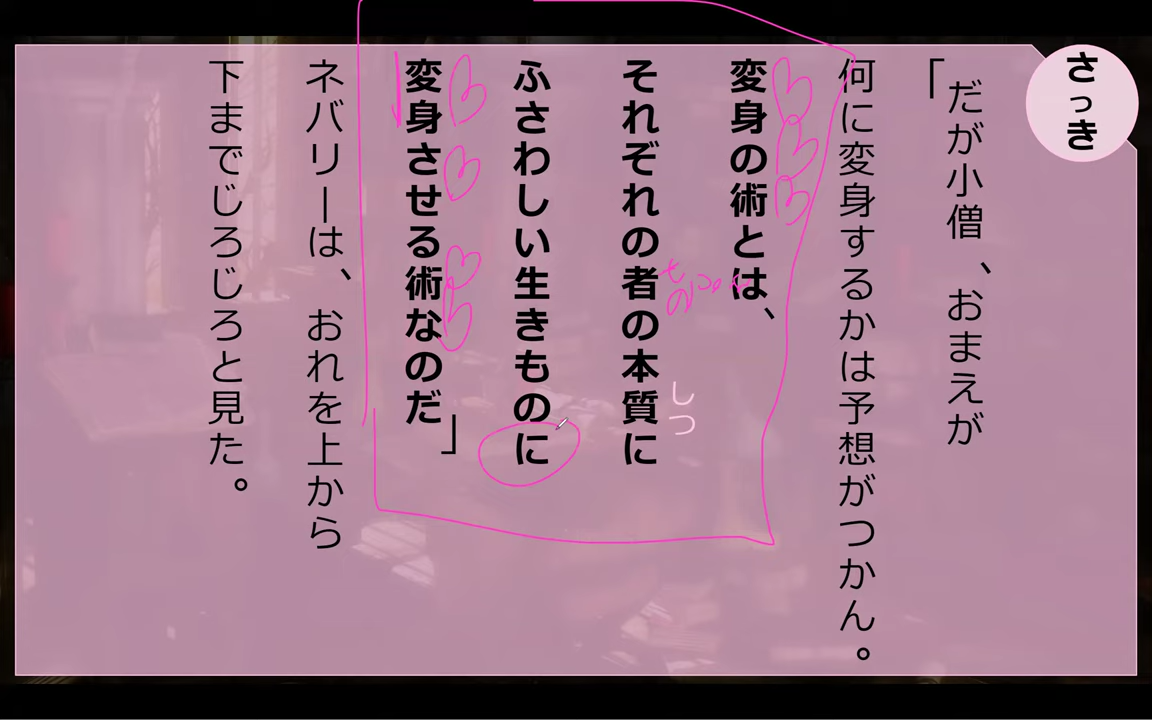 さっき
「だが小僧、おまえが
何に変身するかは予想がつかん。
変身の術とは、
それぞれの者の本質に
もの
しつ
ふさわしい生きものに
変身させる術なのだ」
ネバリーは、おれを上から
下までじろじろと見た。